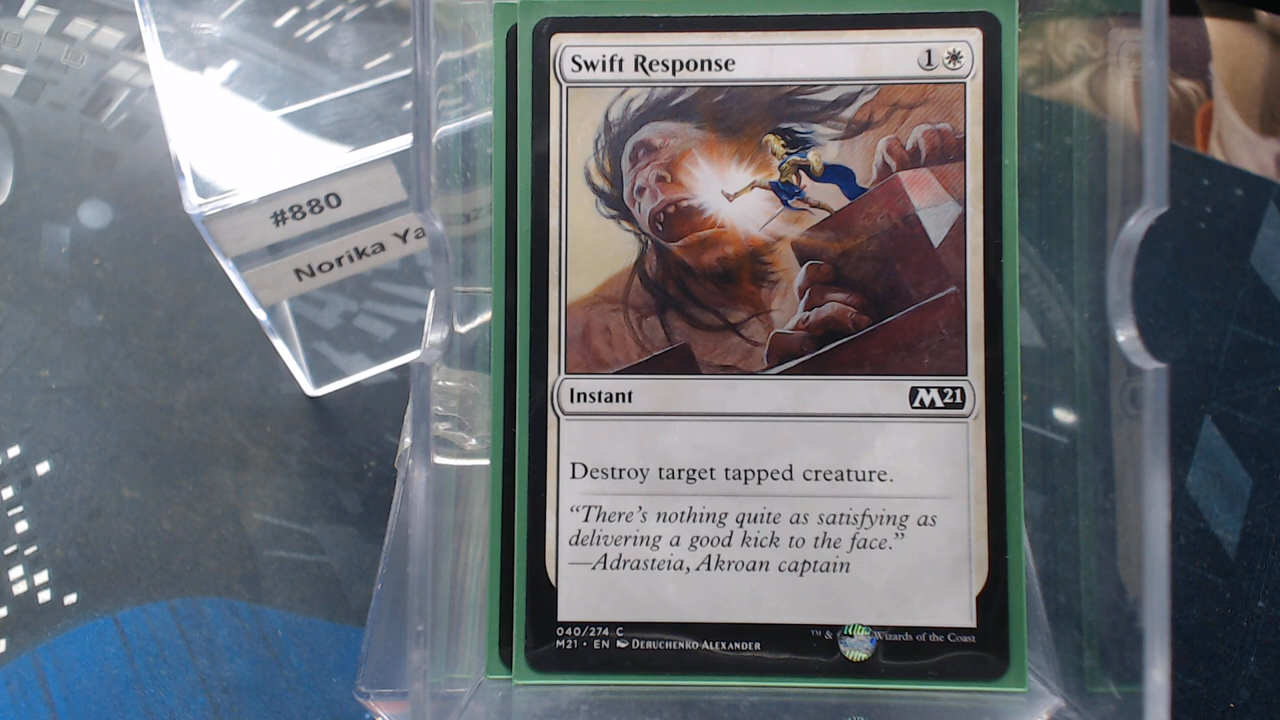 #880
Norika Ya
Swift Response
1
Instant
M21
Destroy target tapped creature.
“There’s nothing quite as satisfying as
delivering a good kick to the face.”
—Adrasteia, Akroan captain
040/274 C
M21 • EN DERUCHENKO ALEXANDER
™ & Wizards of the Coast